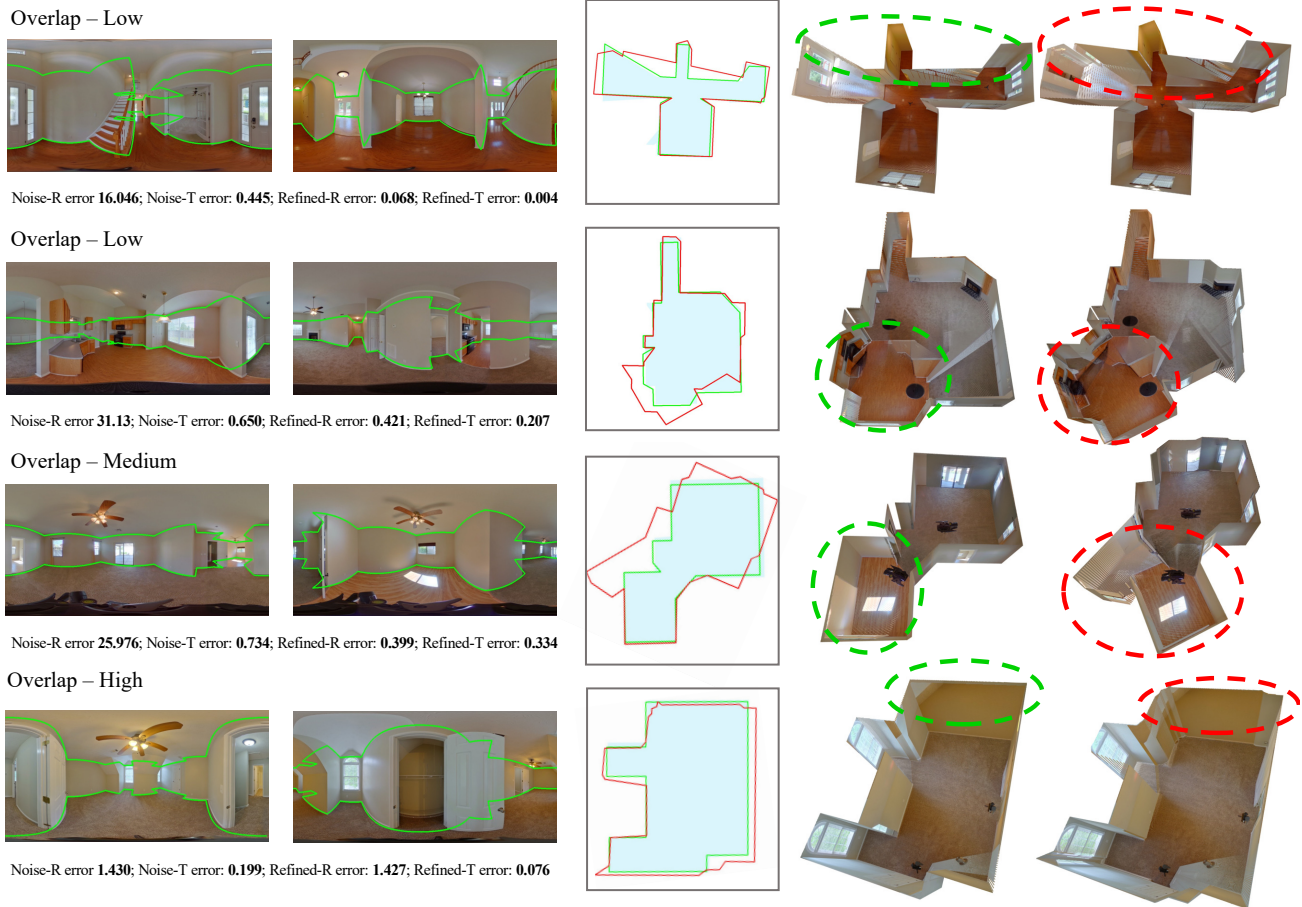 Overlap – Low
Noise-R error 16.046; Noise-T error: 0.445; Refined-R error: 0.068; Refined-T error: 0.004
Overlap – Low
Noise-R error 31.13; Noise-T error: 0.650; Refined-R error: 0.421; Refined-T error: 0.207
Overlap – Medium
Noise-R error 25.976; Noise-T error: 0.734; Refined-R error: 0.399; Refined-T error: 0.334
Overlap – High
Noise-R error 1.430; Noise-T error: 0.199; Refined-R error: 1.427; Refined-T error: 0.076